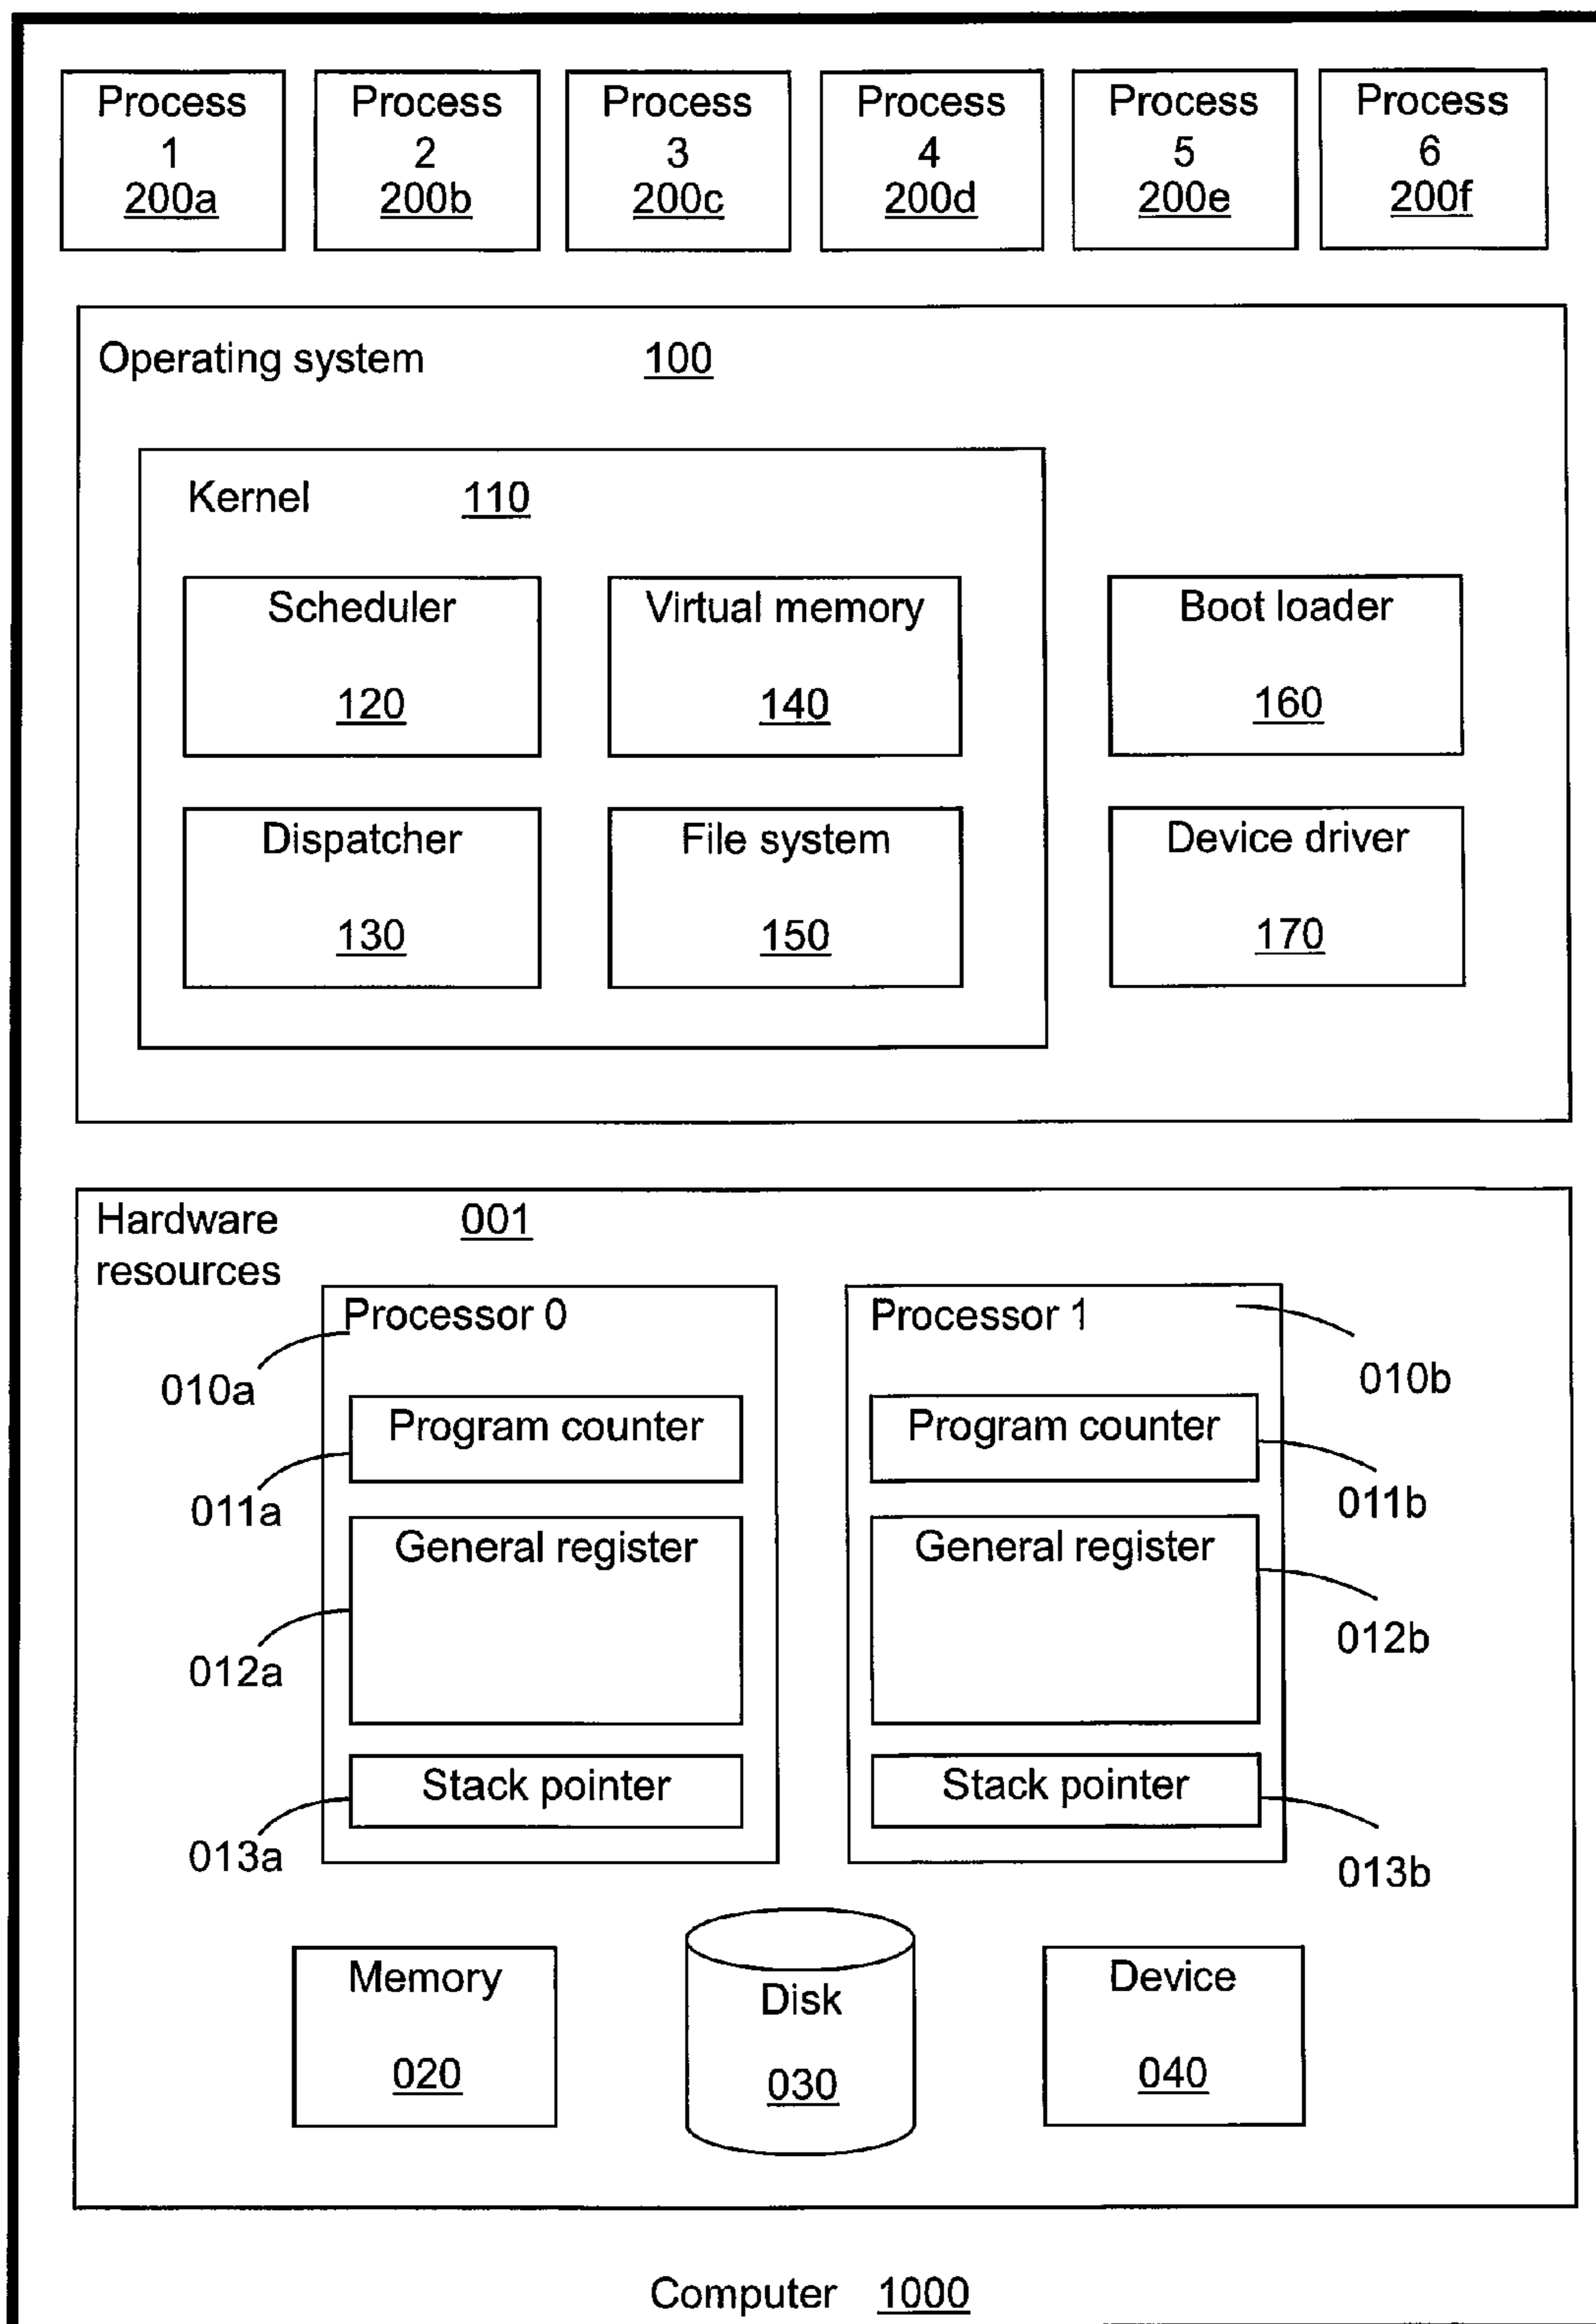 Process
1
200a
Process
2
200b
Process
3
200c
Process
4
200d
Process
5
200e
Process
6
200f
Operating system 100
Kernel 110
Scheduler
120
Virtual memory
140
Boot loader
160
Dispatcher
130
File system
150
Device driver
170
Hardware 001
resources
Processor 0
010a
Program counter
011a
General register
012a
Stack pointer
013a
Processor 1
010b
Program counter
011b
General register
012b
Stack pointer
013b
Memory
020
Disk
030
Device
040
Computer 1000